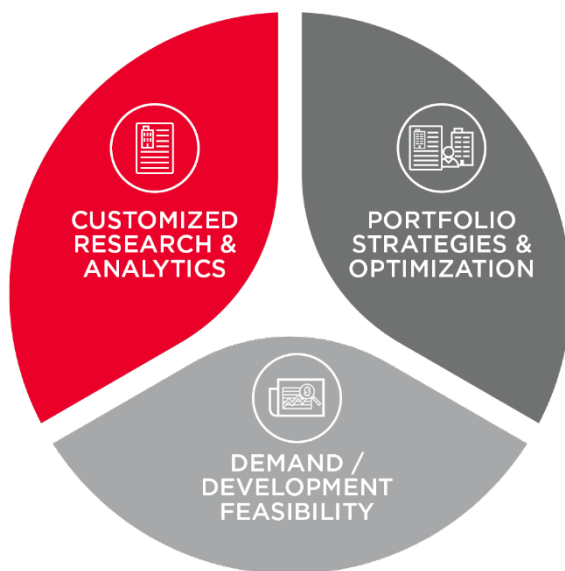 CUSTOMIZED
RESEARCH &
ANALYTICS
PORTFOLIO
STRATEGIES &
OPTIMIZATION
DEMAND /
DEVELOPMENT
FEASIBILITY